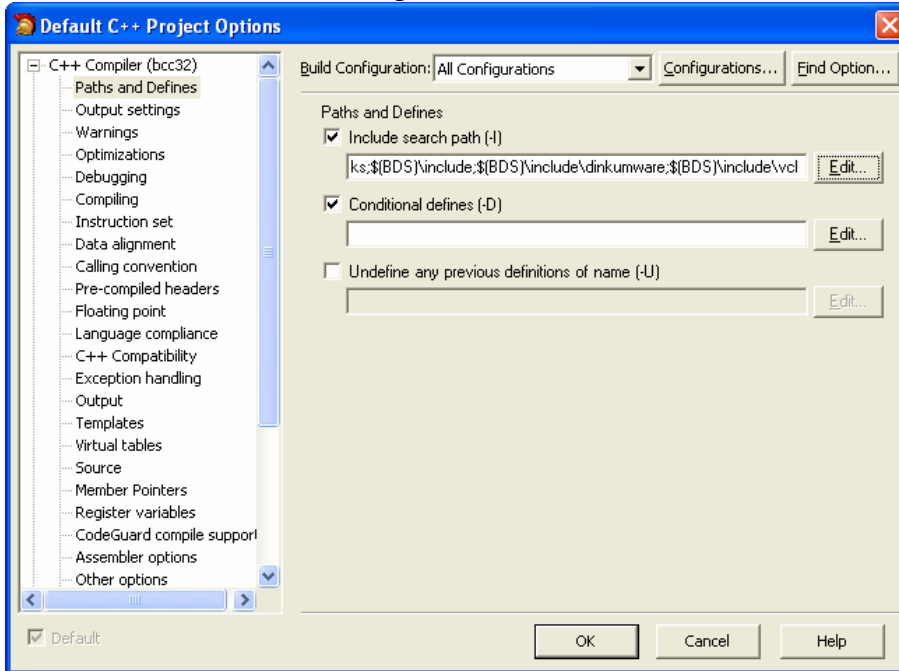 Default C++ Project Options
C++ Compiler (bcc32)
Paths and Defines
Output settings
Warnings
Optimizations
Debugging
Compiling
Instruction set
Data alignment
Calling convention
Pre-compiled headers
Floating point
Language compliance
C++ Compatibility
Exception handling
Output
Templates
Virtual tables
Source
Member Pointers
Register variables
CodeGuard compile support
Assembler options
Other options
Default
Build Configuration: All Configurations Configurations... Find Option...
Paths and Defines
Include search path (-I)
ks;$(BDS)\include;$(BDS)\include\dinkumware;$(BDS)\include\vcl Edit...
Conditional defines (-D)
Edit...
Undefine any previous definitions of name (-U)
Edit...
OK Cancel Help